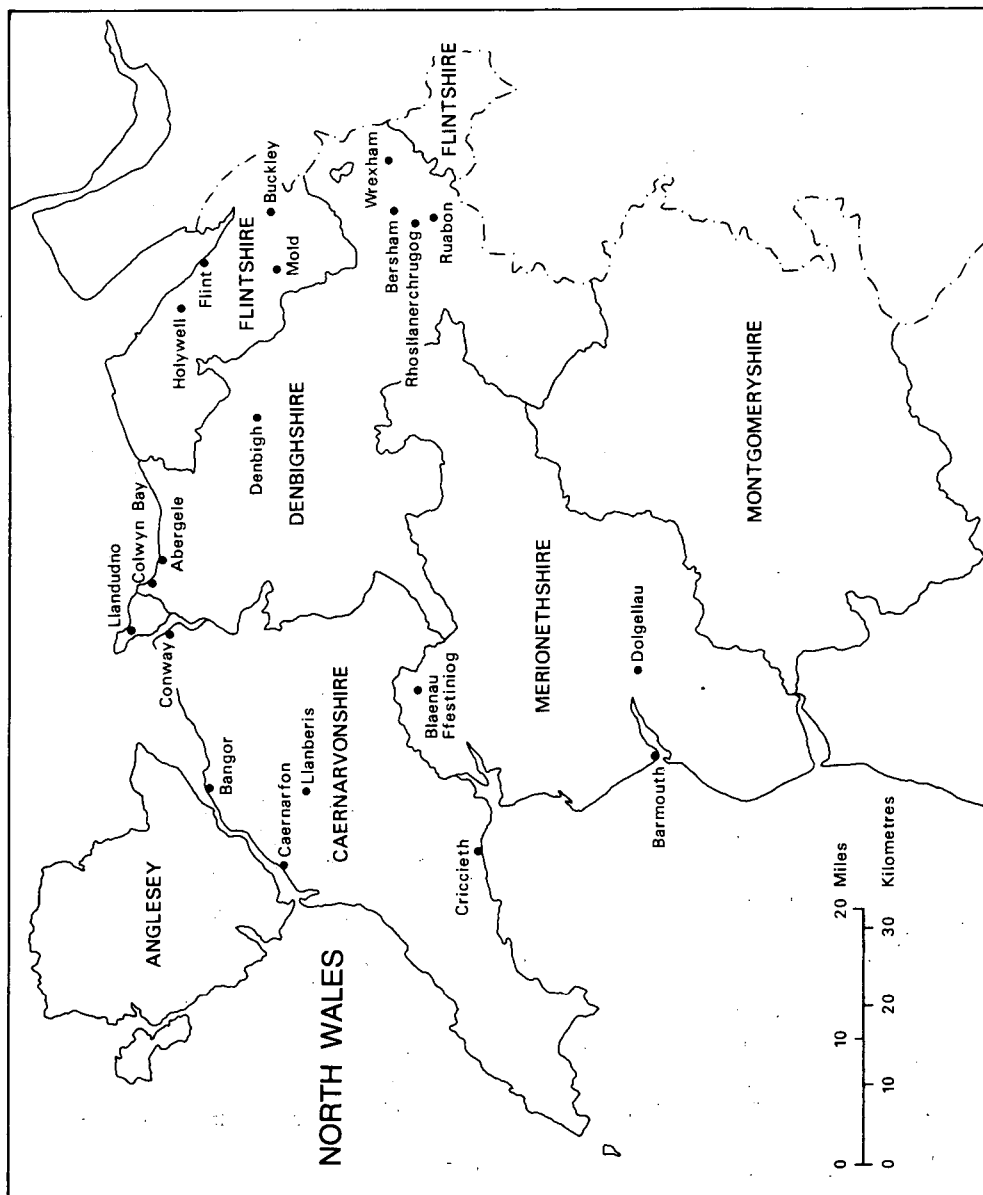 NORTH WALES
ANGLESEY
CAERNARVONSHIRE
DENBIGHSHIRE
FLINTSHIRE
FLINTSHIRE
MERIONETHSHIRE
MONTGOMERYSHIRE
Llandudno
Colwyn Bay
Abergele
Conway
Bangor
Caernarfon
Llanberis
Holywell
Flint
Buckley
Mold
Denbigh
Wrexham
Bersham
Rhosllanerchrugog
Ruabon
Blaenau
Ffestiniog
Criccieth
Dolgellau
Barmouth
0 10 20 Miles
0 10 20 30 Kilometres